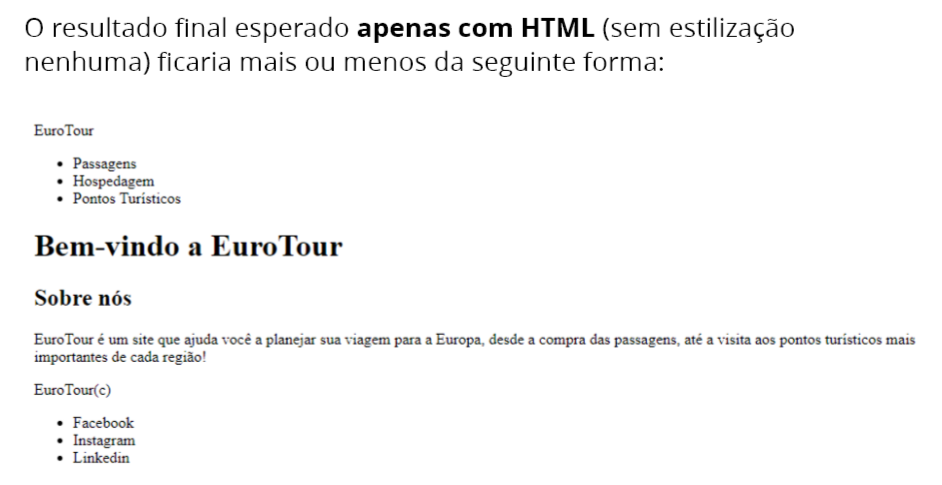 O resultado final esperado apenas com HTML (sem estilização
nenhuma) ficaria mais ou menos da seguinte forma:
EuroTour
• Passagens
• Hospedagem
• Pontos Turísticos
Bem-vindo a EuroTour
Sobre nós
EuroTour é um site que ajuda você a planejar sua viagem para a Europa, desde a compra das passagens, até a visita aos pontos turísticos mais
importantes de cada região!
EuroTour(c)
• Facebook
• Instagram
• Linkedin